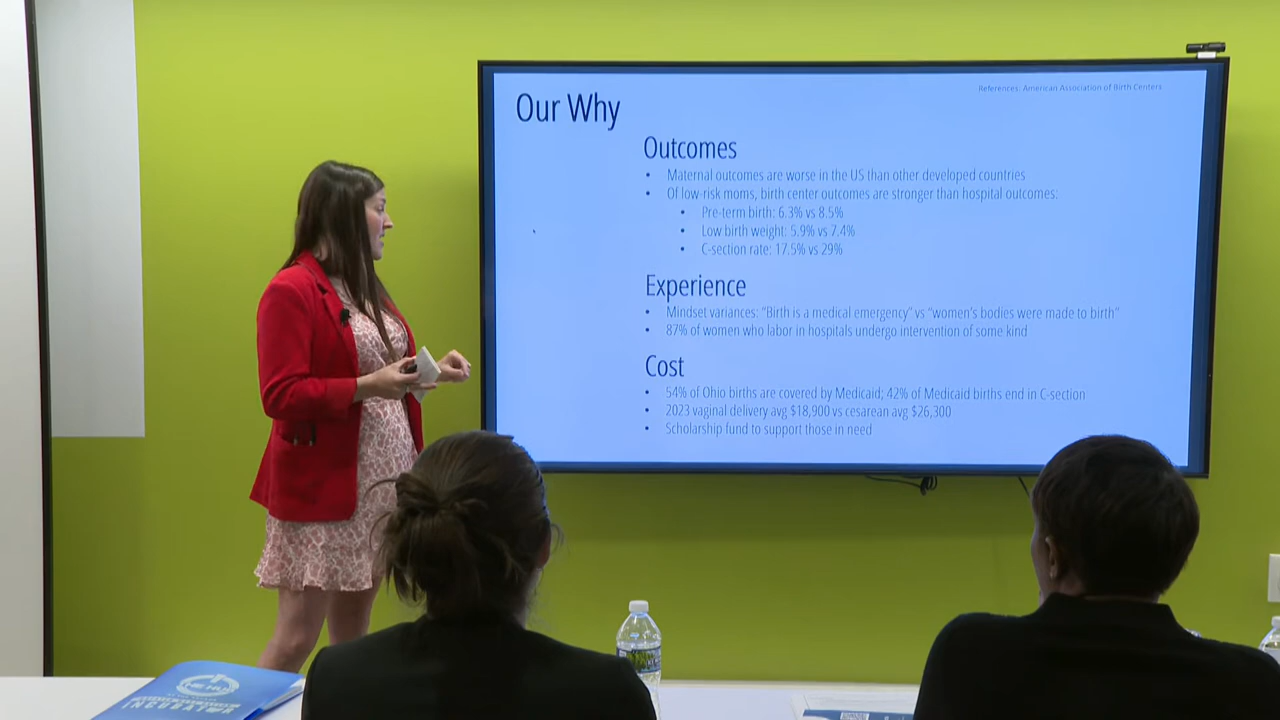 References: American Association of Birth Centers
Our Why
Outcomes
• Maternal outcomes are worse in the US than other developed countries
• Of low-risk moms, birth center outcomes are stronger than hospital outcomes:
• Pre-term birth: 6.3% vs 8.5%
• Low birth weight: 5.9% vs 7.4%
• C-section rate: 17.5% vs 29%
Experience
• Mindset variances: “Birth is a medical emergency” vs “women’s bodies were made to birth”
• 87% of women who labor in hospitals undergo intervention of some kind
Cost
• 54% of Ohio births are covered by Medicaid; 42% of Medicaid births end in C-section
• 2023 vaginal delivery avg $18,900 vs cesarean avg $26,300
• Scholarship fund to support those in need
INCUBATOR